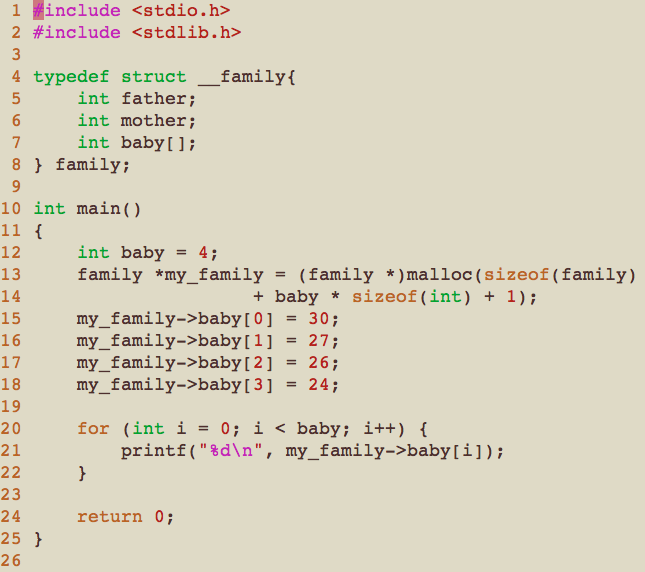 1 #include <stdio.h>
2 #include <stdlib.h>
3
4 typedef struct __family{
5     int father;
6     int mother;
7     int baby[];
8 } family;
9
10 int main()
11 {
12     int baby = 4;
13     family *my_family = (family *)malloc(sizeof(family)
14                     + baby * sizeof(int) + 1);
15     my_family->baby[0] = 30;
16     my_family->baby[1] = 27;
17     my_family->baby[2] = 26;
18     my_family->baby[3] = 24;
19
20     for (int i = 0; i < baby; i++) {
21         printf("%d\n", my_family->baby[i]);
22     }
23
24     return 0;
25 }
26